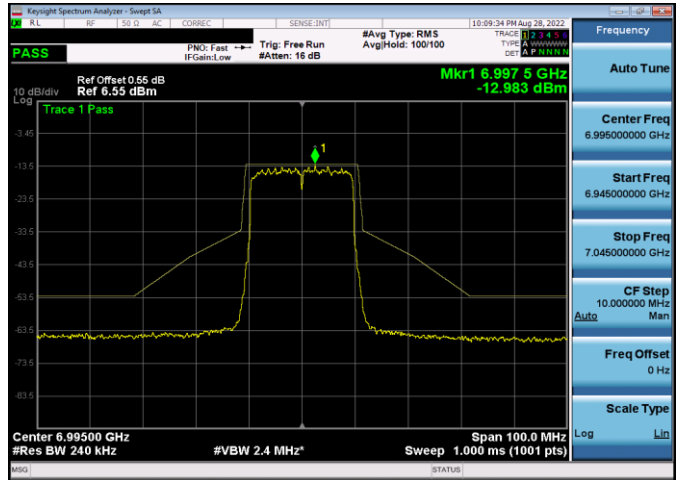 Keysight Spectrum Analyzer - Swept SA
RL RF 50 Ω AC CORREC SENSE:INT 10:09:34 PM Aug 28, 2022
#Avg Type: RMS TRACE 1 2 3 4 5 6
PNO: Fast Trig: Free Run Avg|Hold: 100/100 TYPE A WWWWW
PASS IFGain:Low #Atten: 16 dB DET A P N N N N
Mkr1 6.997 5 GHz
-12.983 dBm
Ref Offset 0.55 dB
10 dB/div Ref 6.55 dBm
Log
Trace 1 Pass
1
-3.45
-13.5
-23.5
-33.5
-43.5
-53.5
-63.5
-73.5
-83.5
Center 6.99500 GHz Span 100.0 MHz
#Res BW 240 kHz #VBW 2.4 MHz* Sweep 1.000 ms (1001 pts)
MSG STATUS
Frequency
Auto Tune
Center Freq
6.995000000 GHz
Start Freq
6.945000000 GHz
Stop Freq
7.045000000 GHz
CF Step
10.000000 MHz
Auto Man
Freq Offset
0 Hz
Scale Type
Log Lin